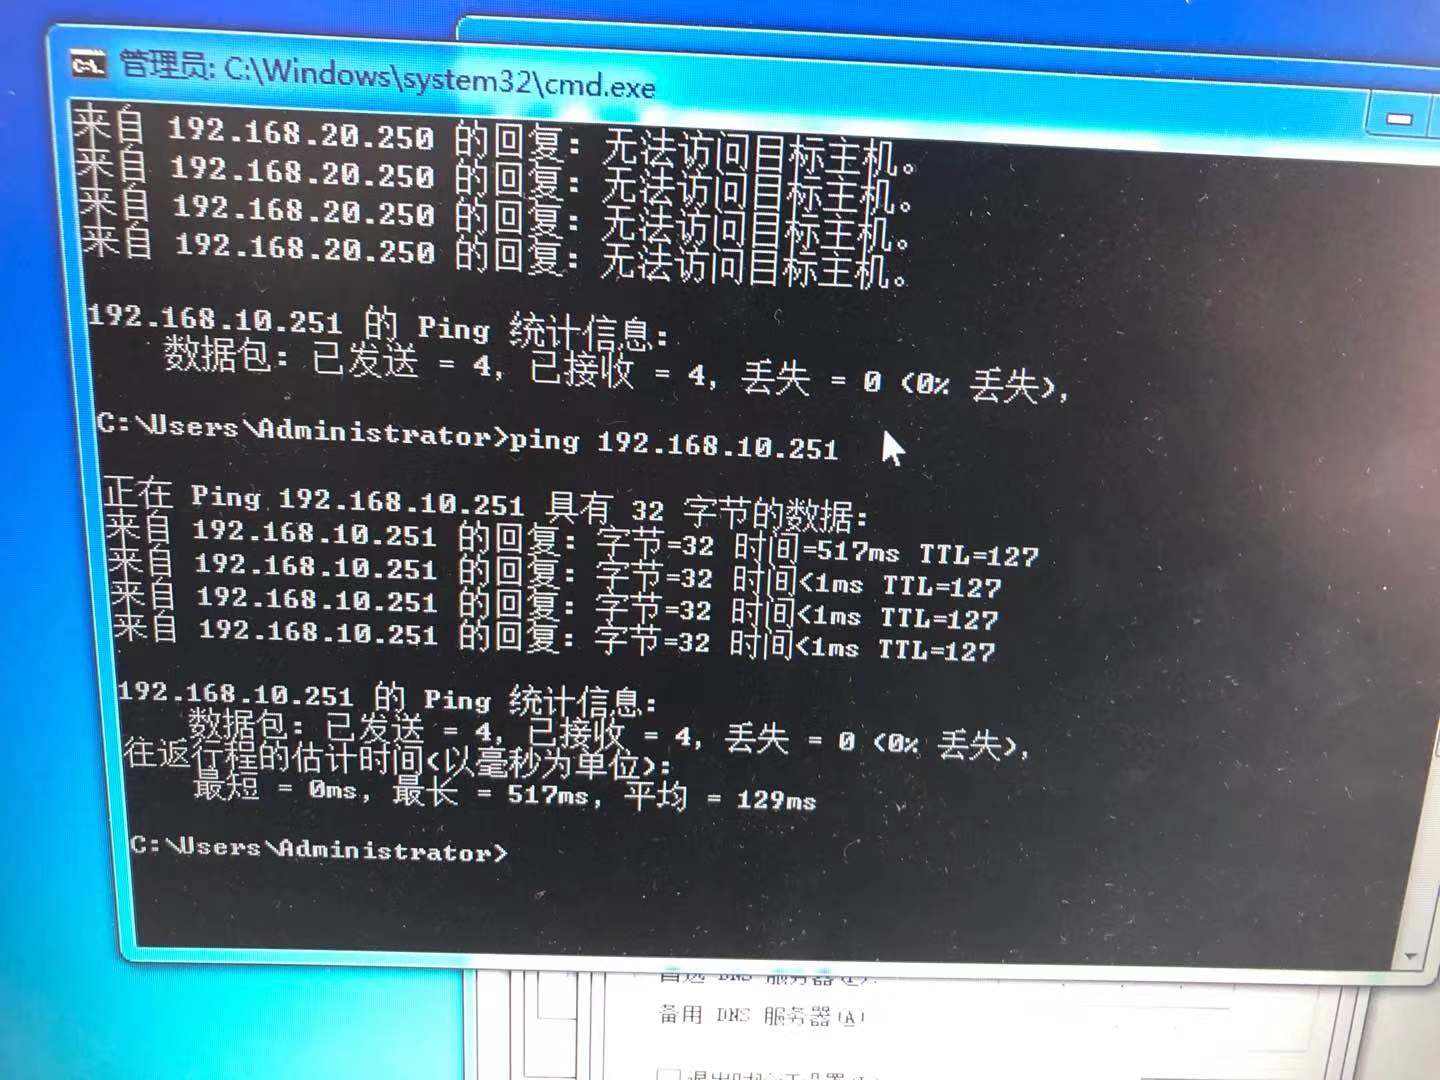 管理员: C:\Windows\system32\cmd.exe
来自 192.168.20.250 的回复: 无法访问目标主机。
来自 192.168.20.250 的回复: 无法访问目标主机。
来自 192.168.20.250 的回复: 无法访问目标主机。
来自 192.168.20.250 的回复: 无法访问目标主机。
192.168.10.251 的 Ping 统计信息:
数据包: 已发送 = 4, 已接收 = 4, 丢失 = 0 (0% 丢失),
C:\Users\Administrator>ping 192.168.10.251
正在 Ping 192.168.10.251 具有 32 字节的数据:
来自 192.168.10.251 的回复: 字节=32 时间=517ms TTL=127
来自 192.168.10.251 的回复: 字节=32 时间<1ms TTL=127
来自 192.168.10.251 的回复: 字节=32 时间<1ms TTL=127
来自 192.168.10.251 的回复: 字节=32 时间<1ms TTL=127
192.168.10.251 的 Ping 统计信息:
数据包: 已发送 = 4, 已接收 = 4, 丢失 = 0 (0% 丢失),
往返行程的估计时间(以毫秒为单位):
最短 = 0ms, 最长 = 517ms, 平均 = 129ms
C:\Users\Administrator>
DNS 服务器
备用 DNS 服务器(A)